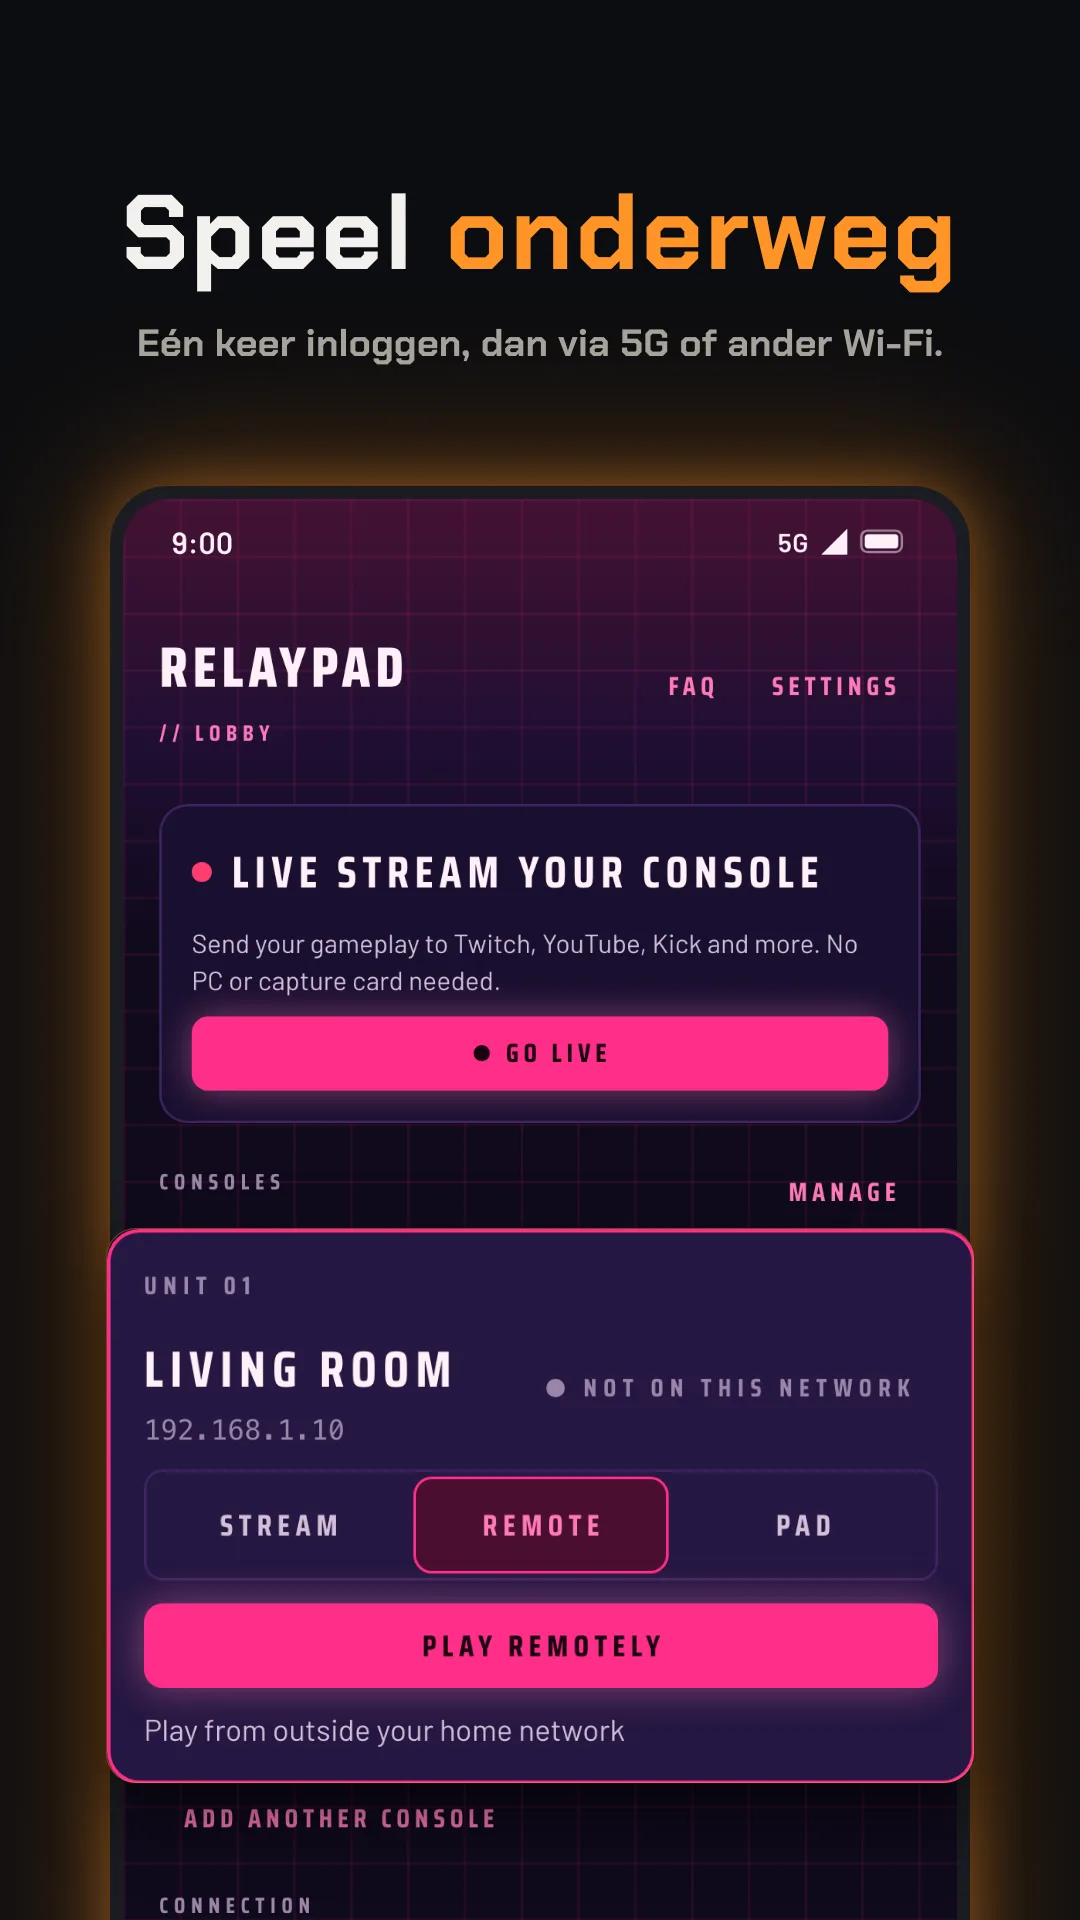 Speel onderweg
Eén keer inloggen, dan via 5G of ander Wi-Fi.
9:00
5G
RELAYPAD
FAQ
SETTINGS
// LOBBY
LIVE STREAM YOUR CONSOLE
Send your gameplay to Twitch, YouTube, Kick and more. No
PC or capture card needed.
GO LIVE
CONSOLES
MANAGE
UNIT 01
LIVING ROOM
NOT ON THIS NETWORK
192.168.1.10
STREAM
REMOTE
PAD
PLAY REMOTELY
Play from outside your home network
ADD ANOTHER CONSOLE
CONNECTION